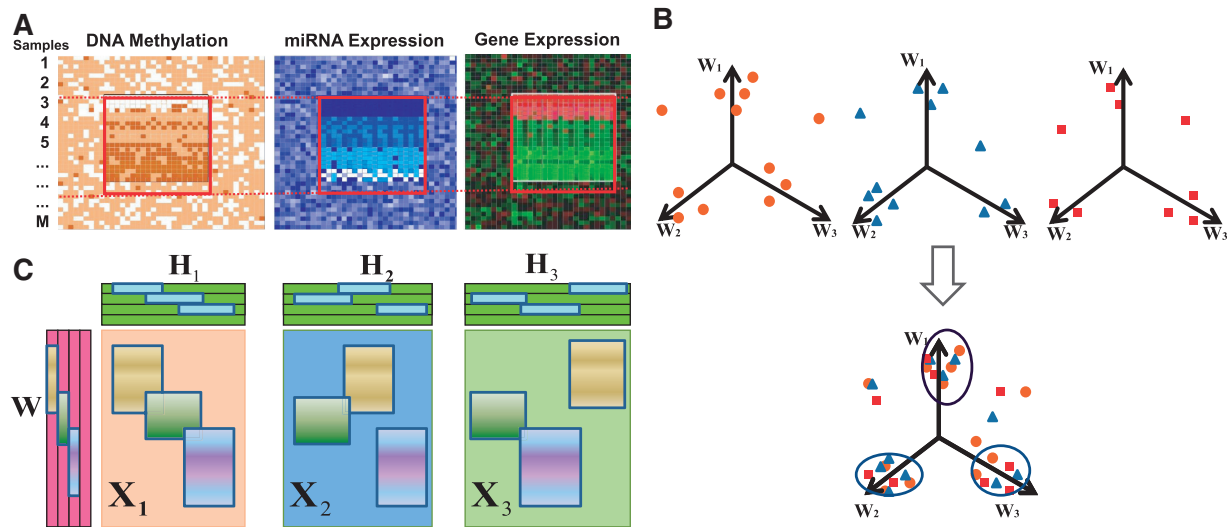 A
Samples
DNA Methylation
miRNA Expression
Gene Expression
1
2
3
4
5
...
...
...
M
B
W₁
W₂
W₃
W₁
W₂
W₃
W₁
W₂
W₃
W₁
W₂
W₃
C
H₁
H₂
H₃
W
X₁
X₂
X₃